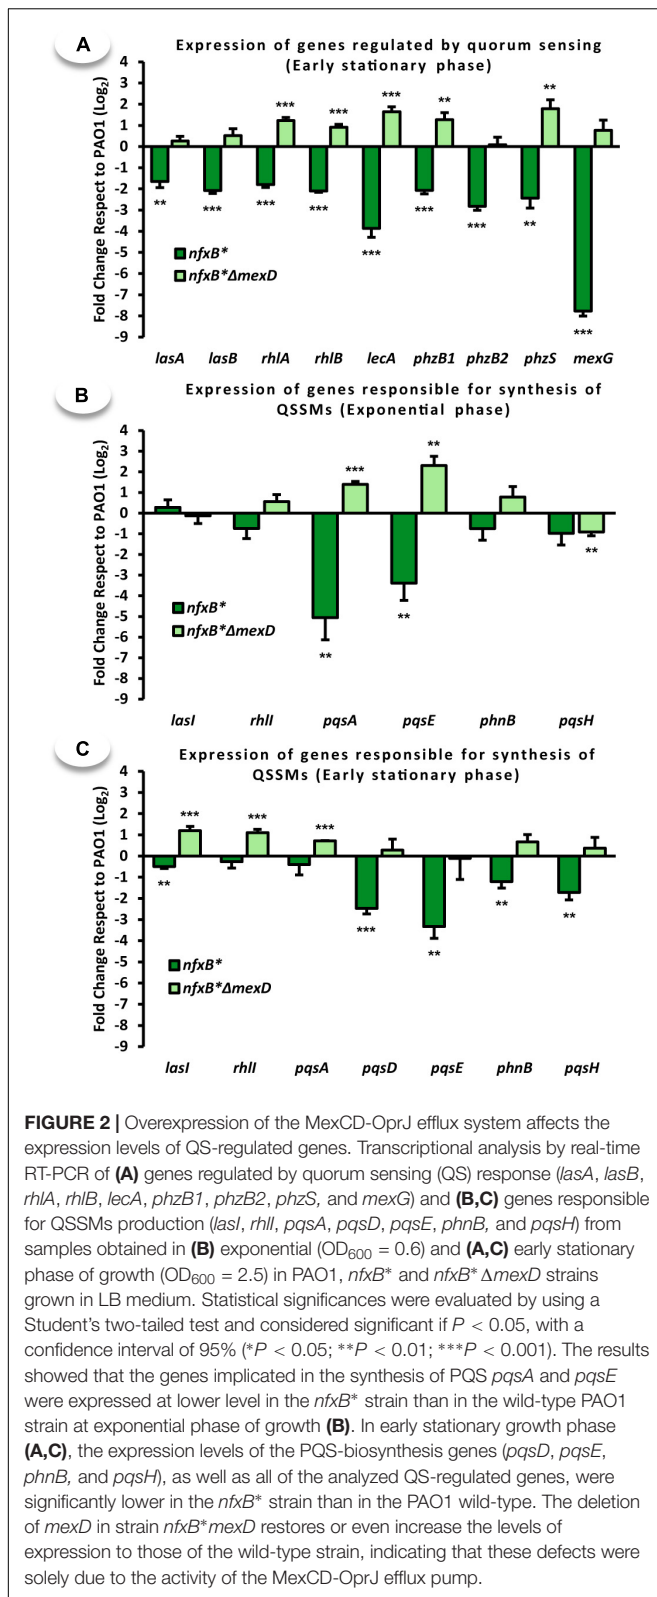 A
Expression of genes regulated by quorum sensing
(Early stationary phase)
Fold Change Respect to PAO1 (Log2)
4
3
2
1
0
-1
-2
-3
-4
-5
-6
-7
-8
-9
** *** *** *** *** *** *** *** *** ** *** ** ** ***
nfxB*
nfxB*ΔmexD
lasA lasB rhlA rhlB lecA phzB1 phzB2 phzS mexG
B
Expression of genes responsible for synthesis of
QSSMs (Exponential phase)
Fold Change Respect to PAO1 (Log2)
4
3
2
1
0
-1
-2
-3
-4
-5
-6
-7
-8
-9
** *** ** ** **
nfxB*
nfxB*ΔmexD
lasI rhlI pqsA pqsE phnB pqsH
C
Expression of genes responsible for synthesis of
QSSMs (Early stationary phase)
Fold Change Respect to PAO1 (Log2)
4
3
2
1
0
-1
-2
-3
-4
-5
-6
-7
-8
-9
** *** *** *** *** ** ** **
nfxB*
nfxB*ΔmexD
lasI rhlI pqsA pqsD pqsE phnB pqsH
FIGURE 2 | Overexpression of the MexCD-OprJ efflux system affects the
expression levels of QS-regulated genes. Transcriptional analysis by real-time
RT-PCR of (A) genes regulated by quorum sensing (QS) response (lasA, lasB,
rhlA, rhlB, lecA, phzB1, phzB2, phzS, and mexG) and (B,C) genes responsible
for QSSMs production (lasI, rhlI, pqsA, pqsD, pqsE, phnB, and pqsH) from
samples obtained in (B) exponential (OD600 = 0.6) and (A,C) early stationary
phase of growth (OD600 = 2.5) in PAO1, nfxB* and nfxB* ΔmexD strains
grown in LB medium. Statistical significances were evaluated by using a
Student's two-tailed test and considered significant if P < 0.05, with a
confidence interval of 95% (*P < 0.05; **P < 0.01; ***P < 0.001). The results
showed that the genes implicated in the synthesis of PQS pqsA and pqsE
were expressed at lower level in the nfxB* strain than in the wild-type PAO1
strain at exponential phase of growth (B). In early stationary growth phase
(A,C), the expression levels of the PQS-biosynthesis genes (pqsD, pqsE,
phnB, and pqsH), as well as all of the analyzed QS-regulated genes, were
significantly lower in the nfxB* strain than in the PAO1 wild-type. The deletion
of mexD in strain nfxB*mexD restores or even increase the levels of
expression to those of the wild-type strain, indicating that these defects were
solely due to the activity of the MexCD-OprJ efflux pump.